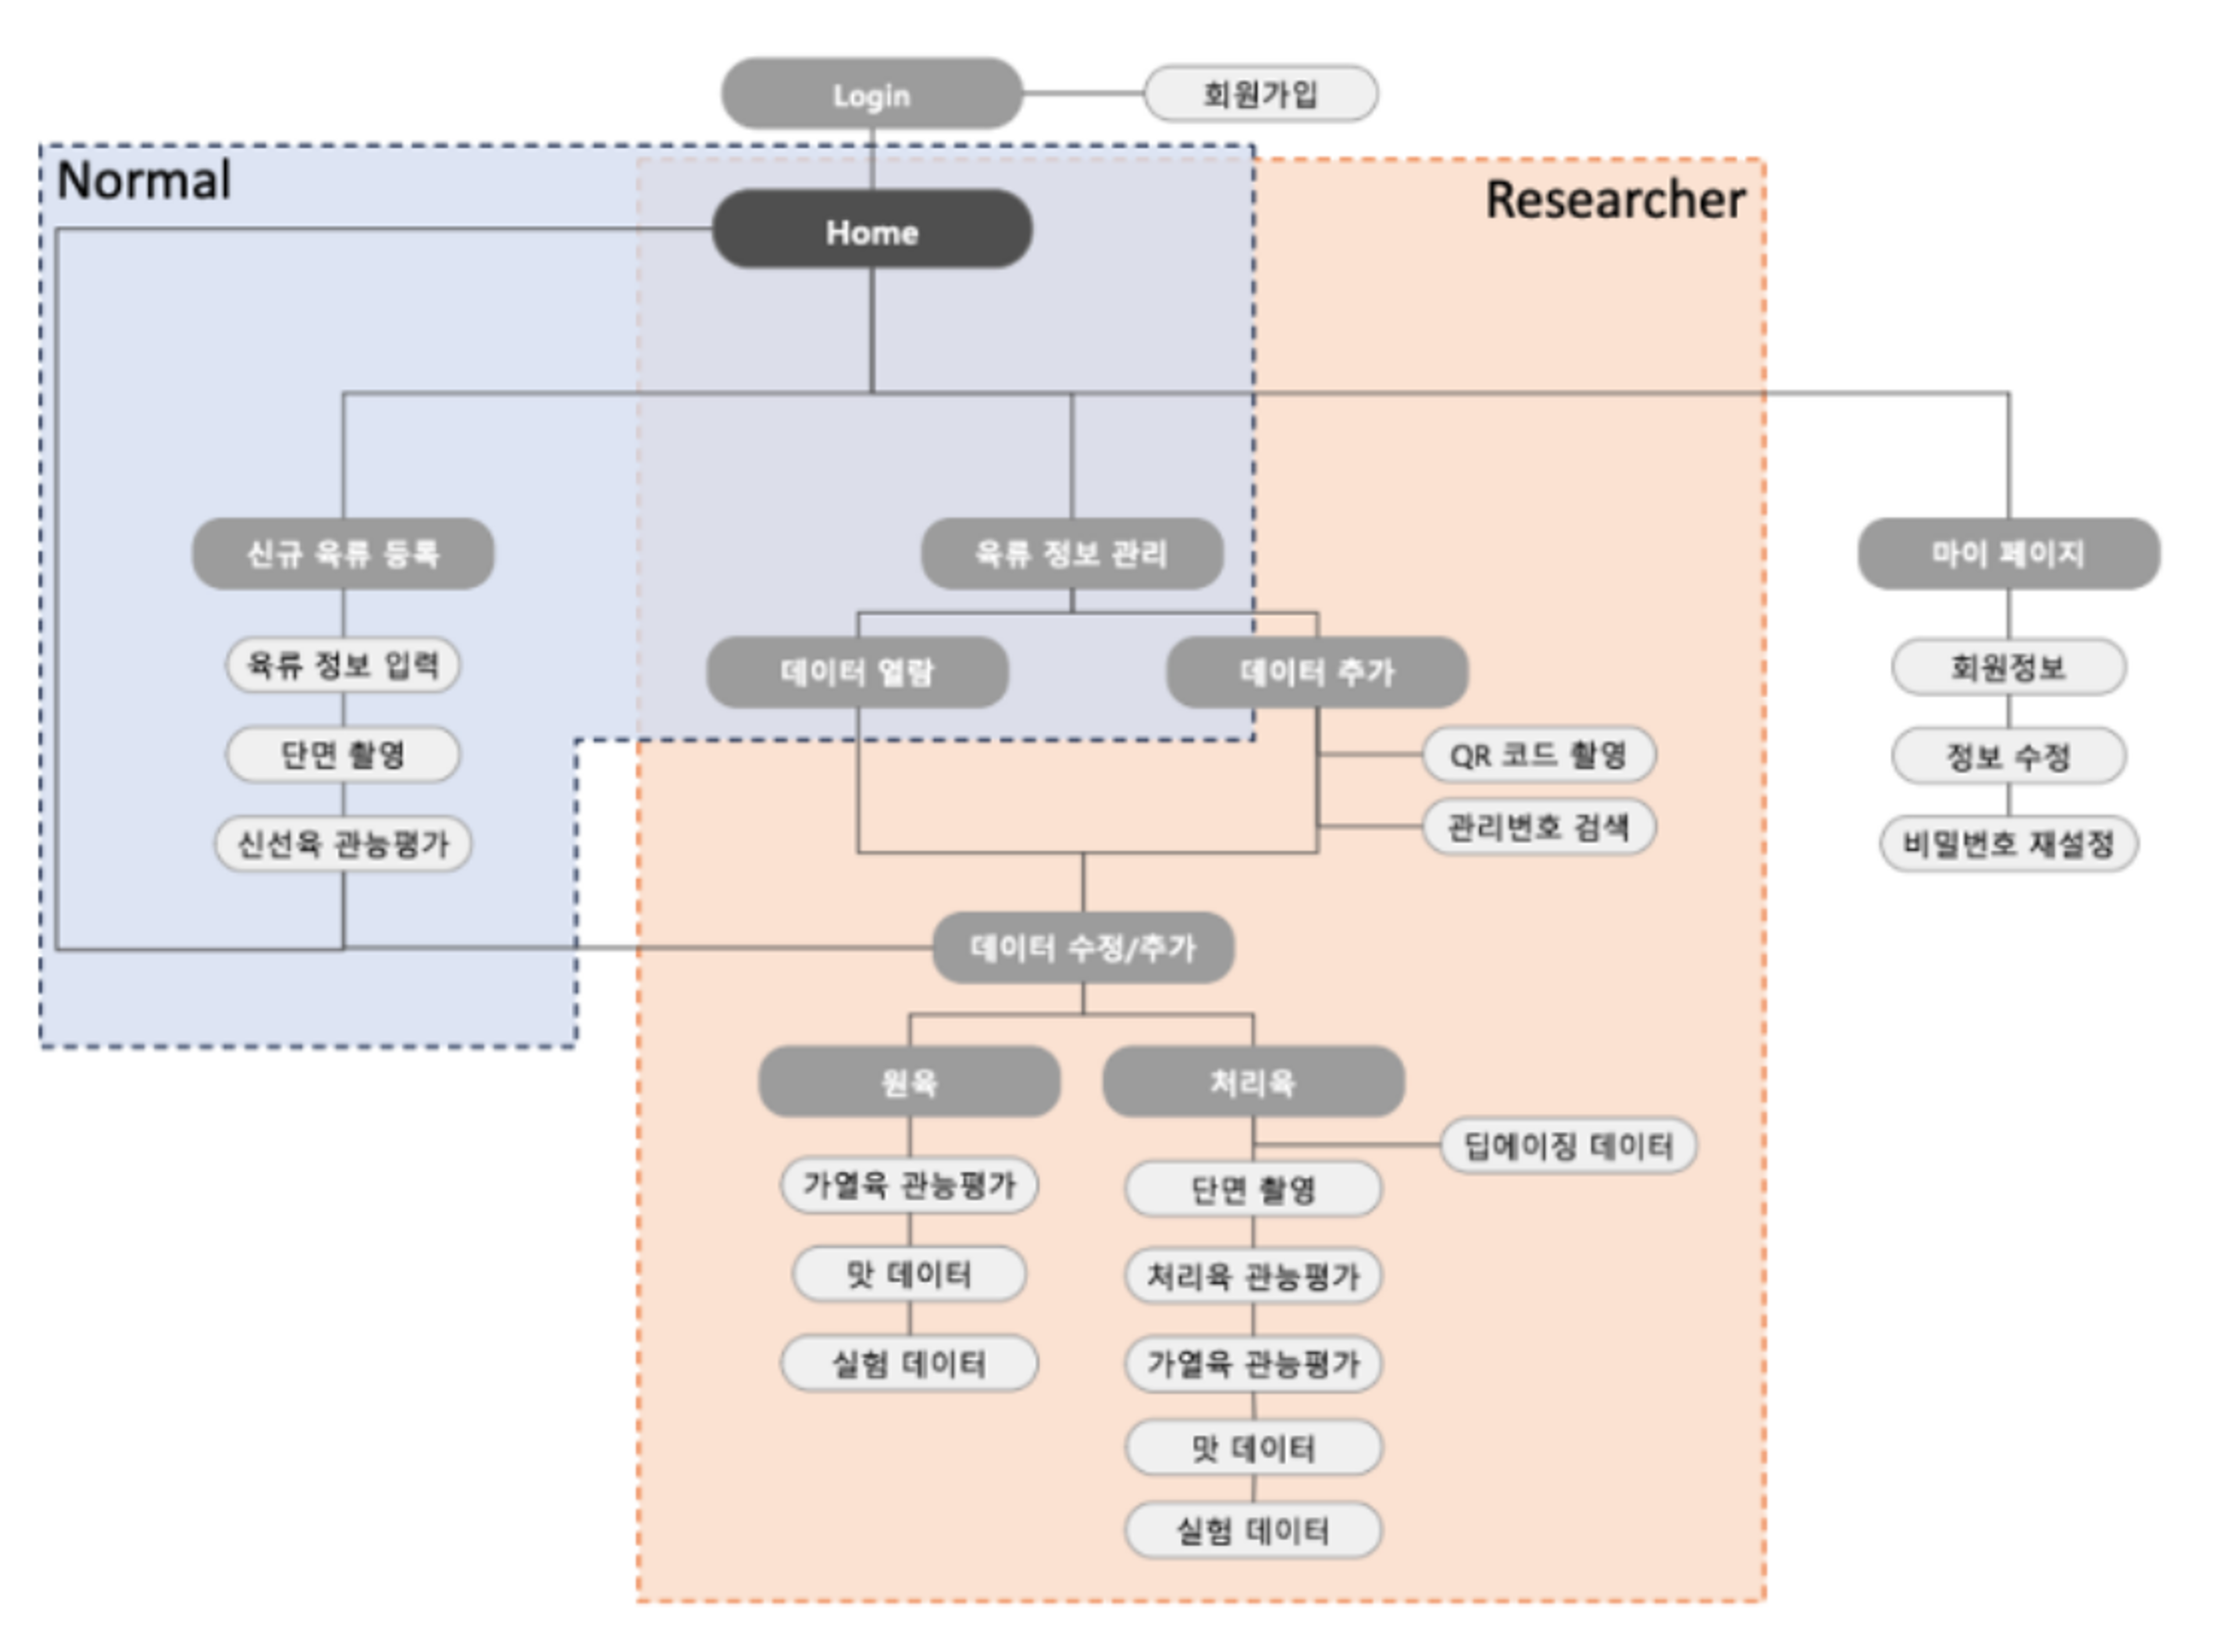 Login
회원가입
Normal
Researcher
Home
신규 육류 등록
육류 정보 관리
마이 페이지
육류 정보 입력
데이터 열람
데이터 추가
회원정보
단면 촬영
QR 코드 촬영
정보 수정
신선육 관능평가
관리번호 검색
비밀번호 재설정
데이터 수정/추가
원육
처리육
딥에이징 데이터
가열육 관능평가
단면 촬영
맛 데이터
처리육 관능평가
실험 데이터
가열육 관능평가
맛 데이터
실험 데이터